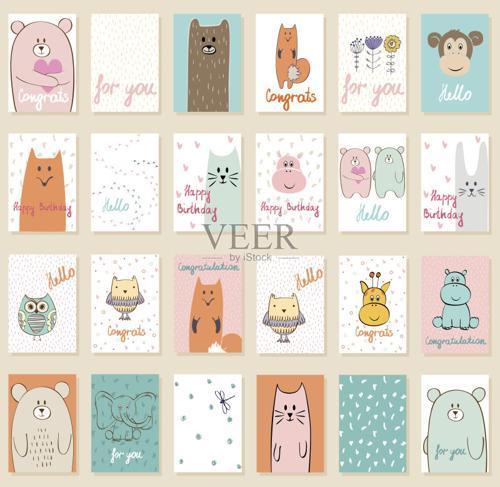 Congrats
for you
Congrats
for you
Hello
Happy Birthday
Hello
Happy
Birthday
Happy
Birthday
Hello
Happy
Birthday
VEER
by iStock
Hello
Congrats
Congratulation
Hello
Congrats
Congratulation
for you
for you